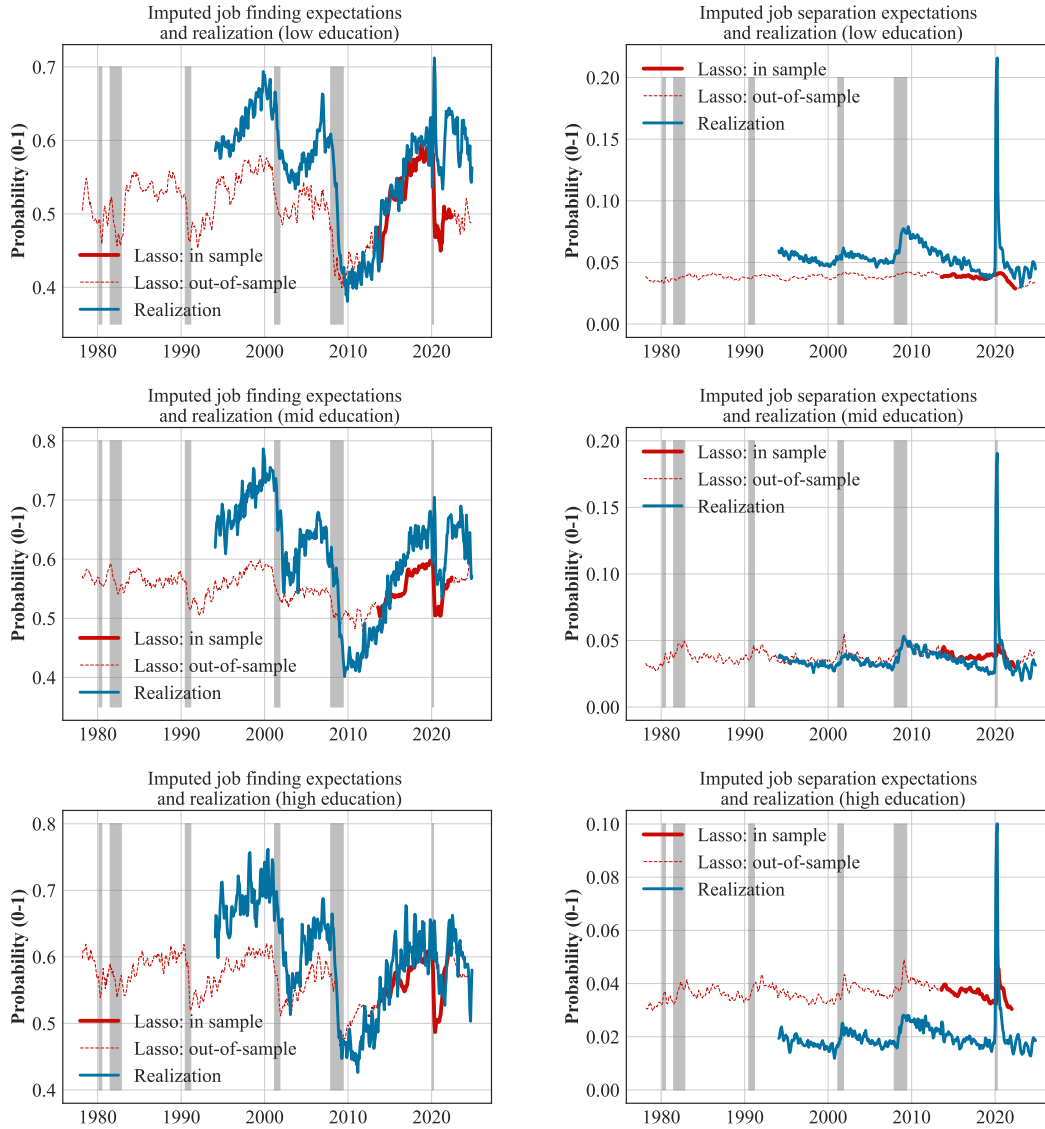 Imputed job finding expectations
and realization (low education)
Probability (0-1)
0.7
0.6
0.5
0.4
Lasso: in sample
Lasso: out-of-sample
Realization
1980
1990
2000
2010
2020
Imputed job separation expectations
and realization (low education)
Probability (0-1)
0.20
0.15
0.10
0.05
0.00
Lasso: in sample
Lasso: out-of-sample
Realization
1980
1990
2000
2010
2020
Imputed job finding expectations
and realization (mid education)
Probability (0-1)
0.8
0.7
0.6
0.5
0.4
Lasso: in sample
Lasso: out-of-sample
Realization
1980
1990
2000
2010
2020
Imputed job separation expectations
and realization (mid education)
Probability (0-1)
0.20
0.15
0.10
0.05
0.00
Lasso: in sample
Lasso: out-of-sample
Realization
1980
1990
2000
2010
2020
Imputed job finding expectations
and realization (high education)
Probability (0-1)
0.8
0.7
0.6
0.5
0.4
Lasso: in sample
Lasso: out-of-sample
Realization
1980
1990
2000
2010
2020
Imputed job separation expectations
and realization (high education)
Probability (0-1)
0.10
0.08
0.06
0.04
0.02
0.00
Lasso: in sample
Lasso: out-of-sample
Realization
1980
1990
2000
2010
2020